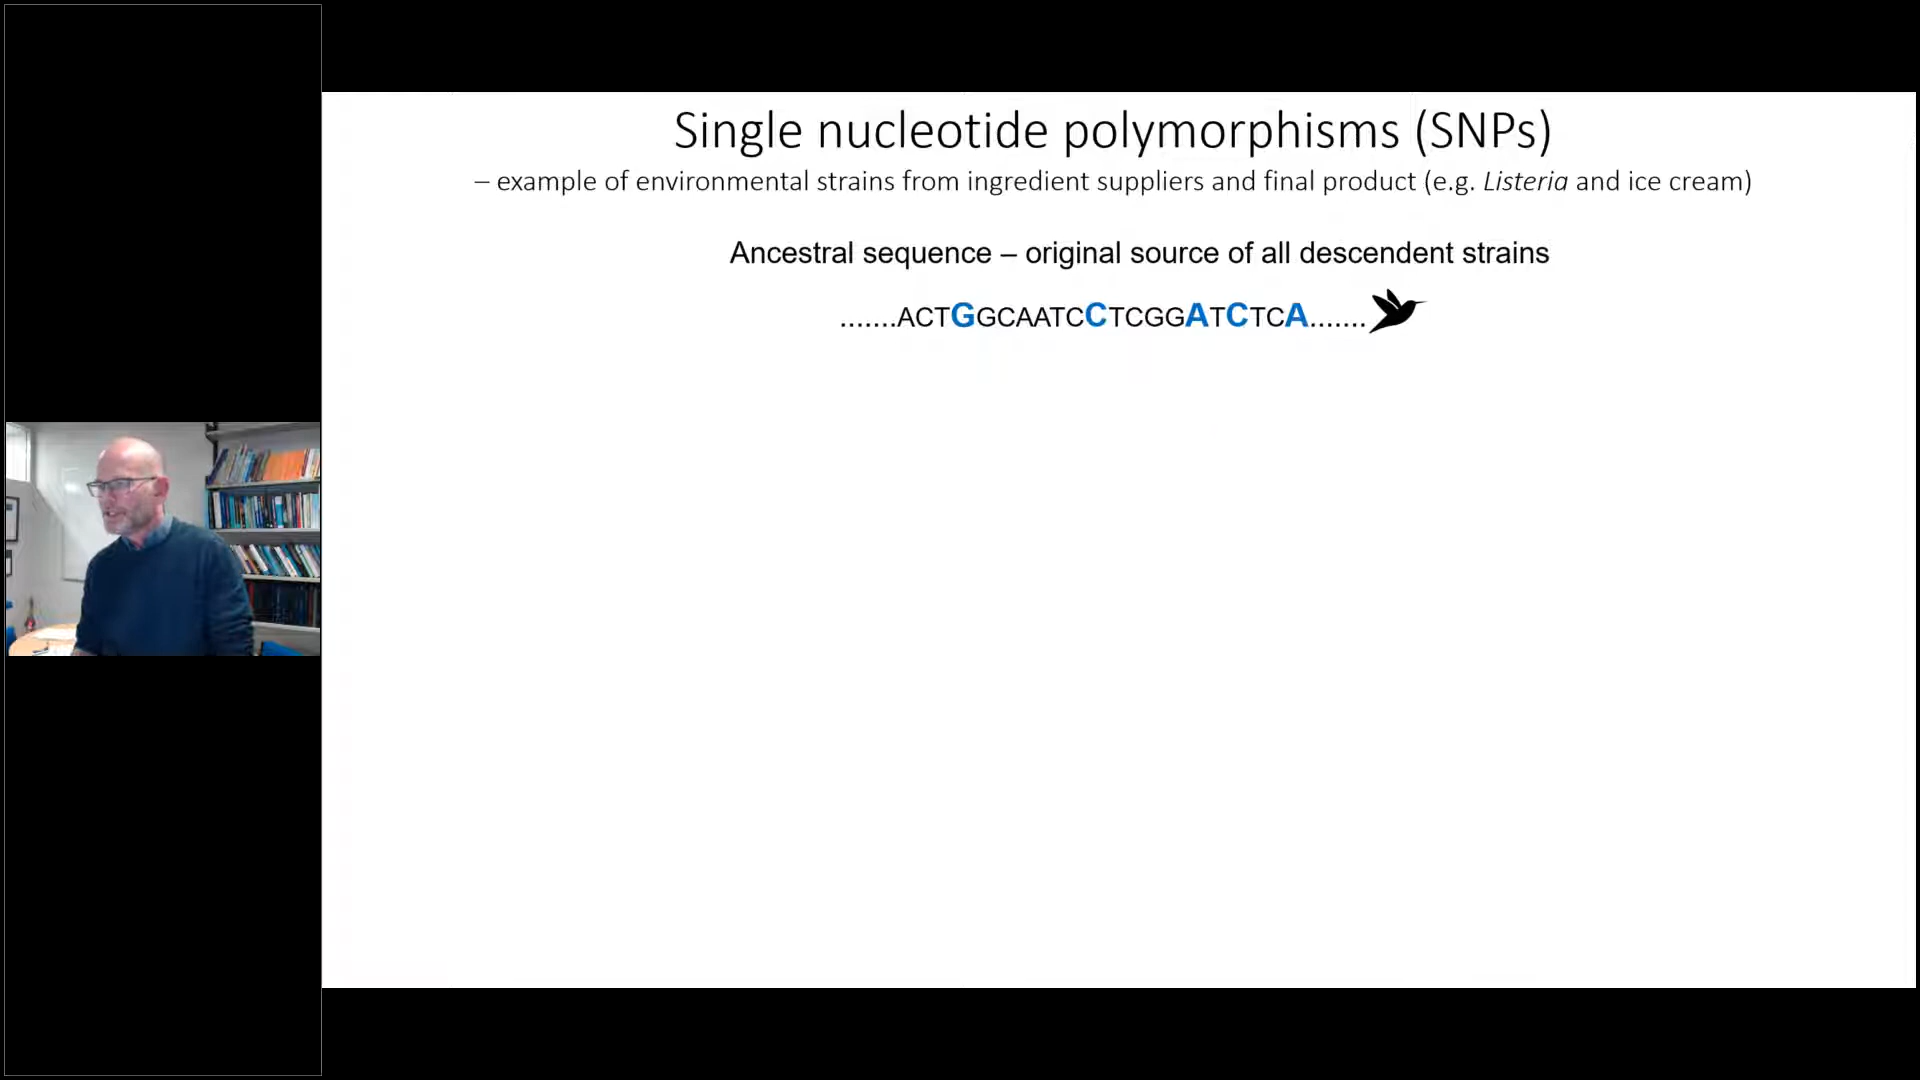 Single nucleotide polymorphisms (SNPs)
– example of environmental strains from ingredient suppliers and final product (e.g. Listeria and ice cream)
Ancestral sequence – original source of all descendent strains
.......ACTGGCAATCCTCGGATCTCA.......